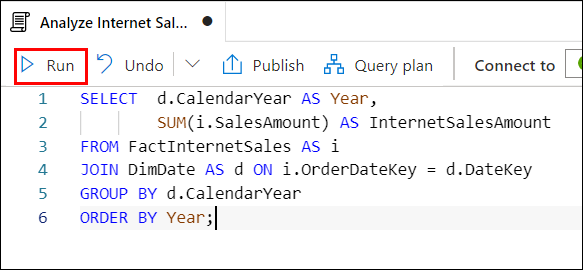 Analyze Internet Sal...
Run Undo Publish Query plan Connect to
1 SELECT d.CalendarYear AS Year,
2 SUM(i.SalesAmount) AS InternetSalesAmount
3 FROM FactInternetSales AS i
4 JOIN DimDate AS d ON i.OrderDateKey = d.DateKey
5 GROUP BY d.CalendarYear
6 ORDER BY Year;